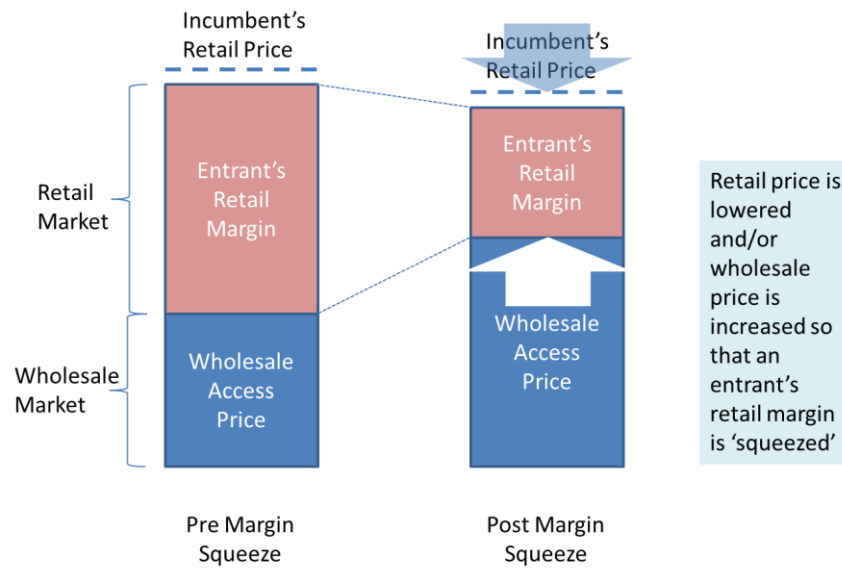 Incumbent's
Retail Price
Incumbent's
Retail Price
Retail
Market
Entrant's
Retail
Margin
Entrant's
Retail
Margin
Wholesale
Market
Wholesale
Access
Price
Wholesale
Access
Price
Retail price is
lowered
and/or
wholesale
price is
increased so
that an
entrant's
retail margin
is ‘squeezed’
Pre Margin
Squeeze
Post Margin
Squeeze